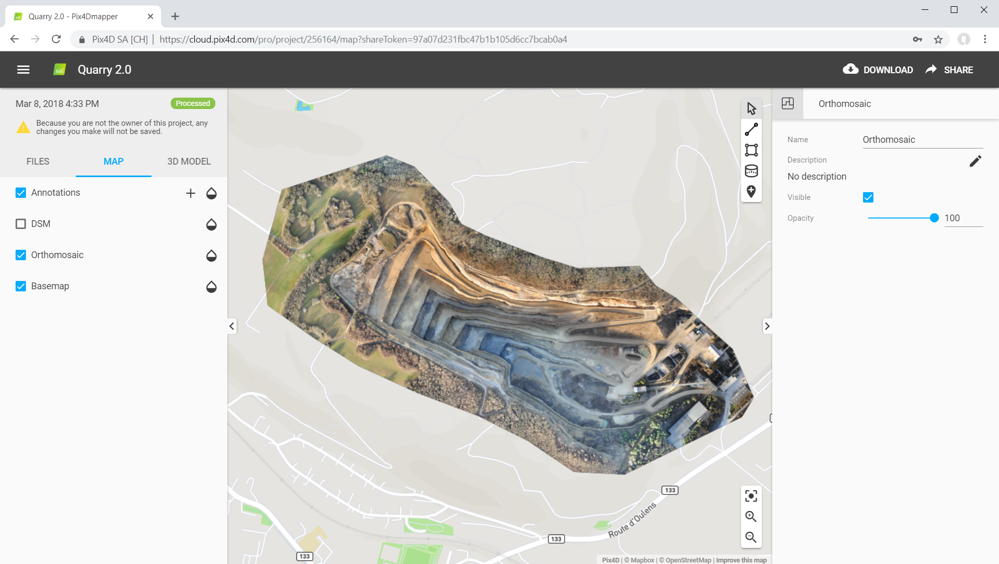 Quarry 2.0 - Pix4Dmapper
Pix4D SA [CH] | https://cloud.pix4d.com/pro/project/256164/map?shareToken=97a07d231fbc47b1b105d6cc7bcab0a4
Quarry 2.0
DOWNLOAD
SHARE
Mar 8, 2018 4:33 PM
Processed
Because you are not the owner of this project, any
changes you make will not be saved.
FILES
MAP
3D MODEL
Annotations
DSM
Orthomosaic
Basemap
133
Route d'Oulens
133
133
Pix4D | © Mapbox | © OpenStreetMap | Improve this map
Orthomosaic
Name
Orthomosaic
Description
No description
Visible
Opacity
100